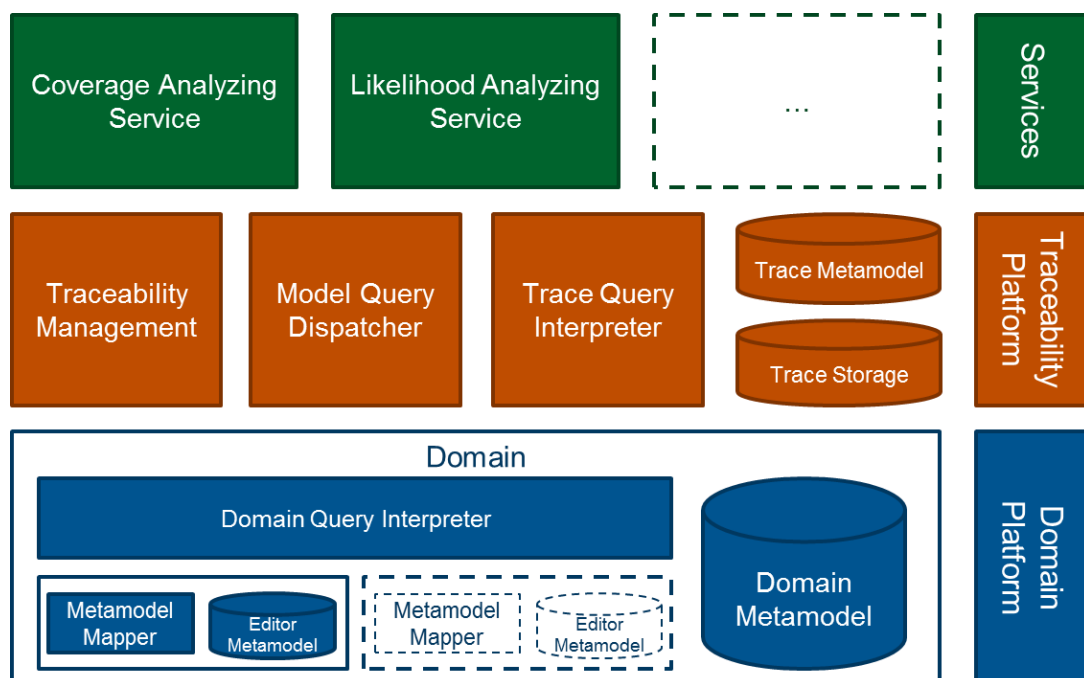 Coverage Analyzing
Service
Likelihood Analyzing
Service
...
Services
Traceability
Management
Model Query
Dispatcher
Trace Query
Interpreter
Trace Metamodel
Trace Storage
Traceability
Platform
Domain
Domain Query Interpreter
Metamodel
Mapper
Editor
Metamodel
Metamodel
Mapper
Editor
Metamodel
Domain
Metamodel
Domain
Platform